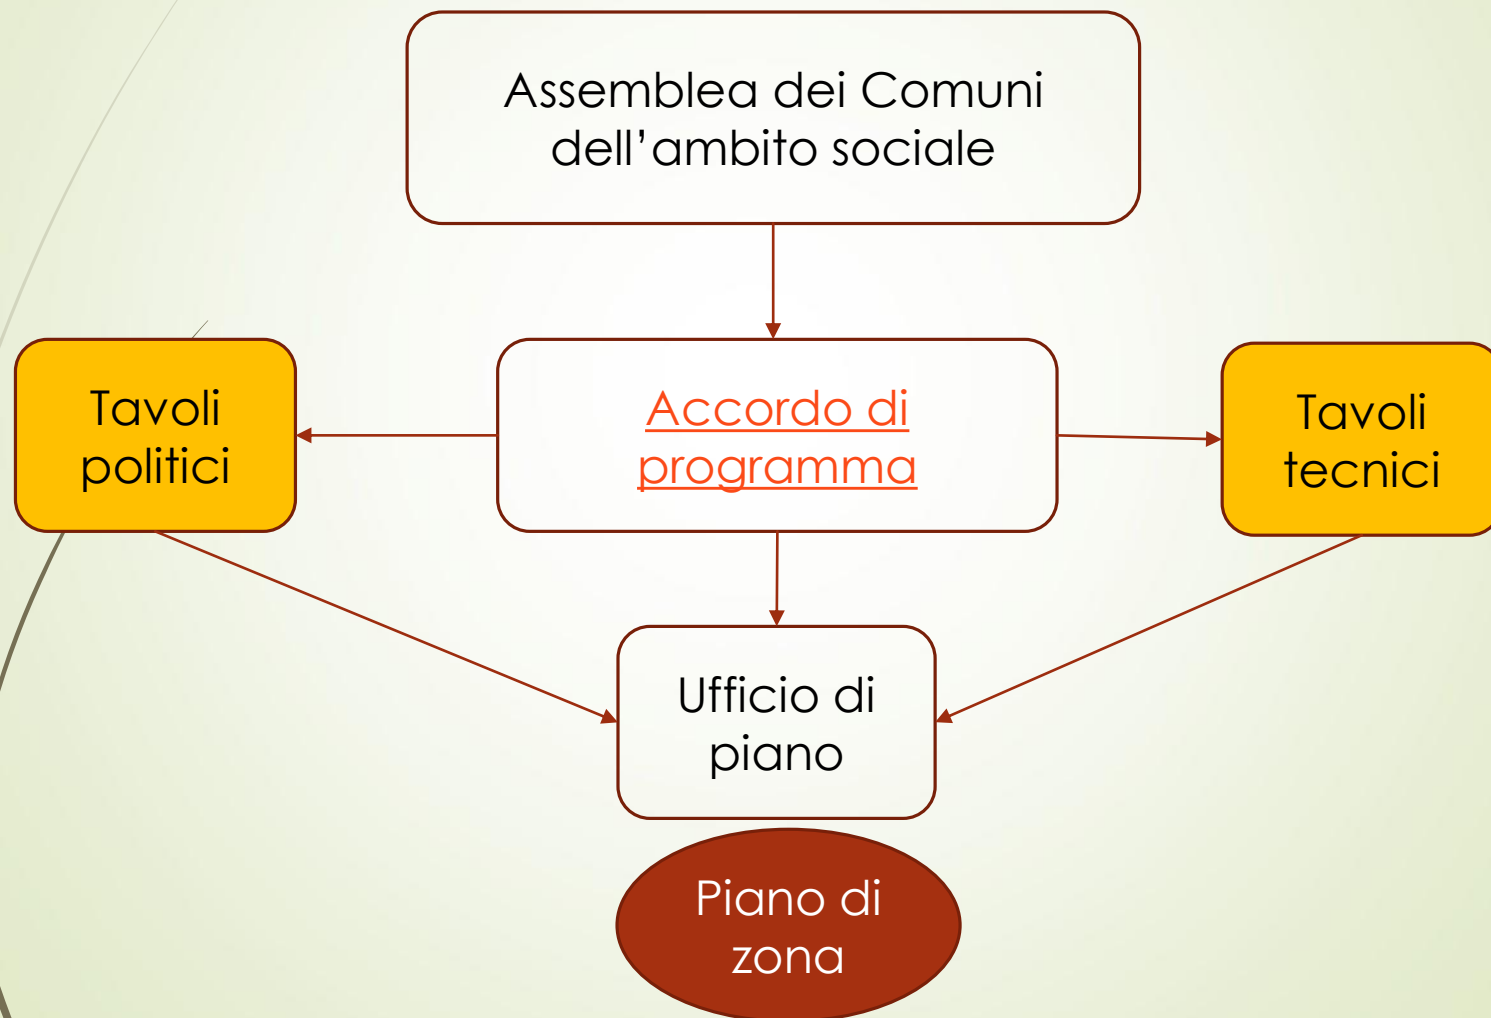 Assemblea dei Comuni
dell’ambito sociale
Tavoli
politici
Accordo di
programma
Tavoli
tecnici
Ufficio di
piano
Piano di
zona